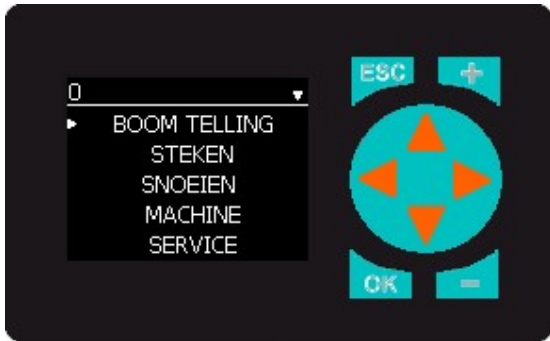 0
BOOM TELLING
STEKEN
SNOEIEN
MACHINE
SERVICE
ESC +
OK -